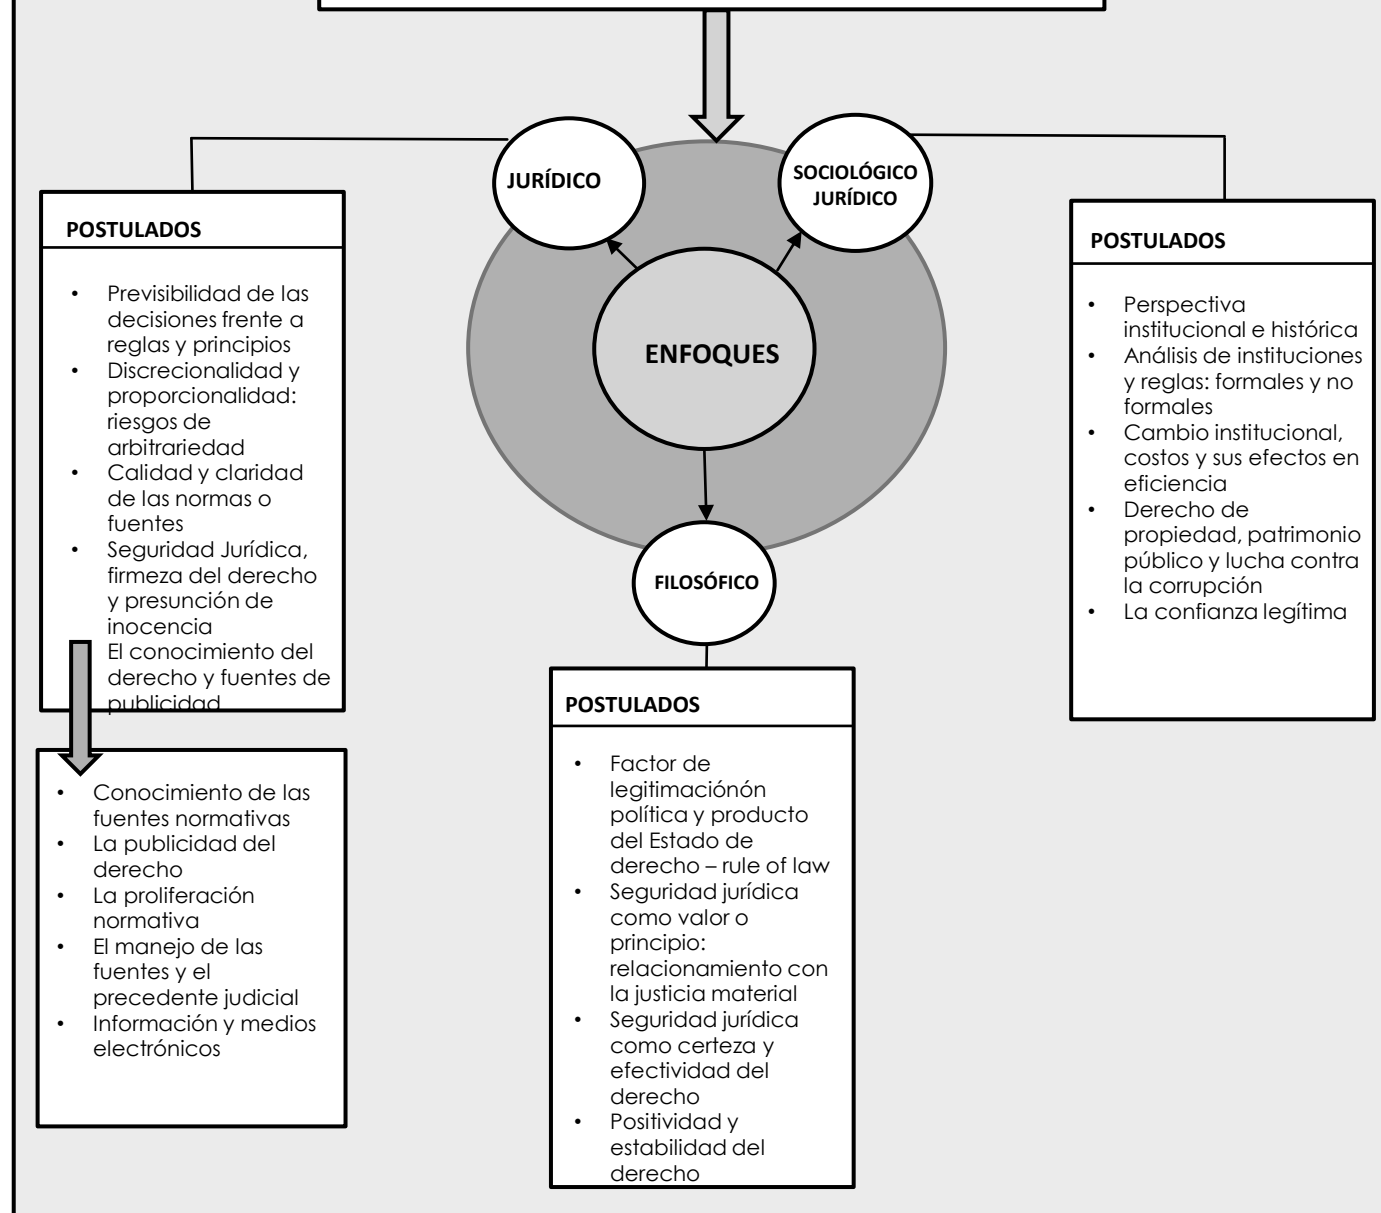 JURÍDICO
SOCIOLÓGICO
JURÍDICO
ENFOQUES
FILOSÓFICO
POSTULADOS
• Previsibilidad de las
decisiones frente a
reglas y principios
• Discrecionalidad y
proporcionalidad:
riesgos de
arbitrariedad
• Calidad y claridad
de las normas o
fuentes
• Seguridad Jurídica,
firmeza del derecho
y presunción de
inocencia
El conocimiento del
derecho y fuentes de
publicidad
• Conocimiento de las
fuentes normativas
• La publicidad del
derecho
• La proliferación
normativa
• El manejo de las
fuentes y el
precedente judicial
• Información y medios
electrónicos
POSTULADOS
• Factor de
legitimaciónón
política y producto
del Estado de
derecho – rule of law
• Seguridad jurídica
como valor o
principio:
relacionamiento con
la justicia material
• Seguridad jurídica
como certeza y
efectividad del
derecho
• Positividad y
estabilidad del
derecho
POSTULADOS
• Perspectiva
institucional e histórica
• Análisis de instituciones
y reglas: formales y no
formales
• Cambio institucional,
costos y sus efectos en
eficiencia
• Derecho de
propiedad, patrimonio
público y lucha contra
la corrupción
• La confianza legítima